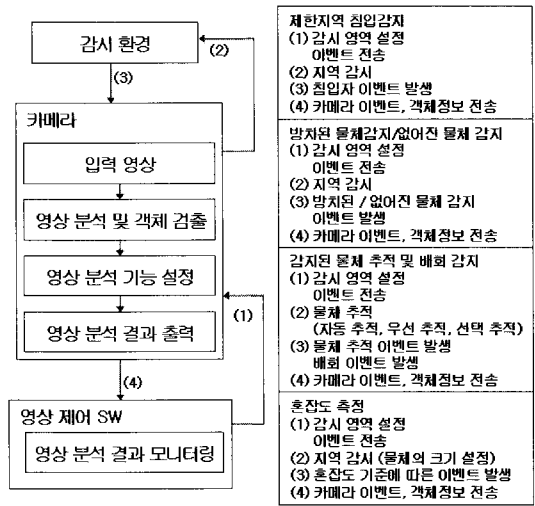 감시 환경
(2)
(3)
카메라
입력 영상
영상 분석 및 객체 검출
영상 분석 기능 설정
(1)
영상 분석 결과 출력
(4)
영상 제어 SW
영상 분석 결과 모니터링
제한지역 침입감지
(1) 감시 영역 설정
이벤트 전송
(2) 지역 감시
(3) 침입자 이벤트 발생
(4) 카메라 이벤트, 객체정보 전송
방치된 물체감지/없어진 물체 감지
(1) 감시 영역 설정
이벤트 전송
(2) 지역 감시
(3) 방치된 / 없어진 물체 감지
이벤트 발생
(4) 카메라 이벤트, 객체정보 전송
감지된 물체 추적 및 배회 감지
(1) 감시 영역 설정
이벤트 전송
(2) 물체 추적
(자동 추적, 우선 추적, 선택 추적)
(3) 물체 추적 이벤트 발생
배회 이벤트 발생
(4) 카메라 이벤트, 객체정보 전송
혼잡도 측정
(1) 감시 영역 설정
이벤트 전송
(2) 지역 감시 (물체의 크기 설정)
(3) 혼잡도 기준에 따른 이벤트 발생
(4) 카메라 이벤트, 객체정보 전송